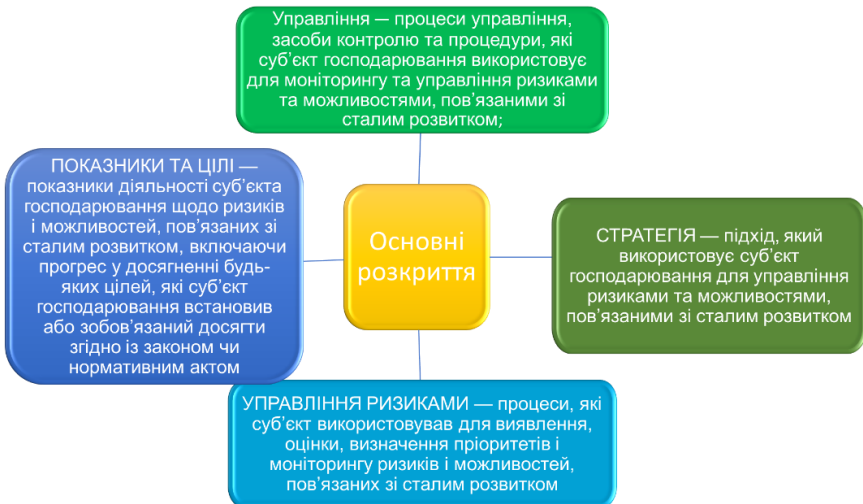 Управління — процеси управління,
засоби контролю та процедури, які
суб’єкт господарювання використовує
для моніторингу та управління ризиками
та можливостями, пов’язаними зі
сталим розвитком;
ПОКАЗНИКИ ТА ЦІЛІ —
показники діяльності суб’єкта
господарювання щодо ризиків
і можливостей, пов’язаних зі
сталим розвитком, включаючи
прогрес у досягненні будь-
яких цілей, які суб’єкт
господарювання встановив
або зобов’язаний досягти
згідно із законом чи
нормативним актом
Основні
розкриття
СТРАТЕГІЯ — підхід, який
використовує суб’єкт
господарювання для управління
ризиками та можливостями,
пов’язаними зі сталим розвитком
УПРАВЛІННЯ РИЗИКАМИ — процеси, які
суб’єкт використовував для виявлення,
оцінки, визначення пріоритетів і
моніторингу ризиків і можливостей,
пов’язаних зі сталим розвитком